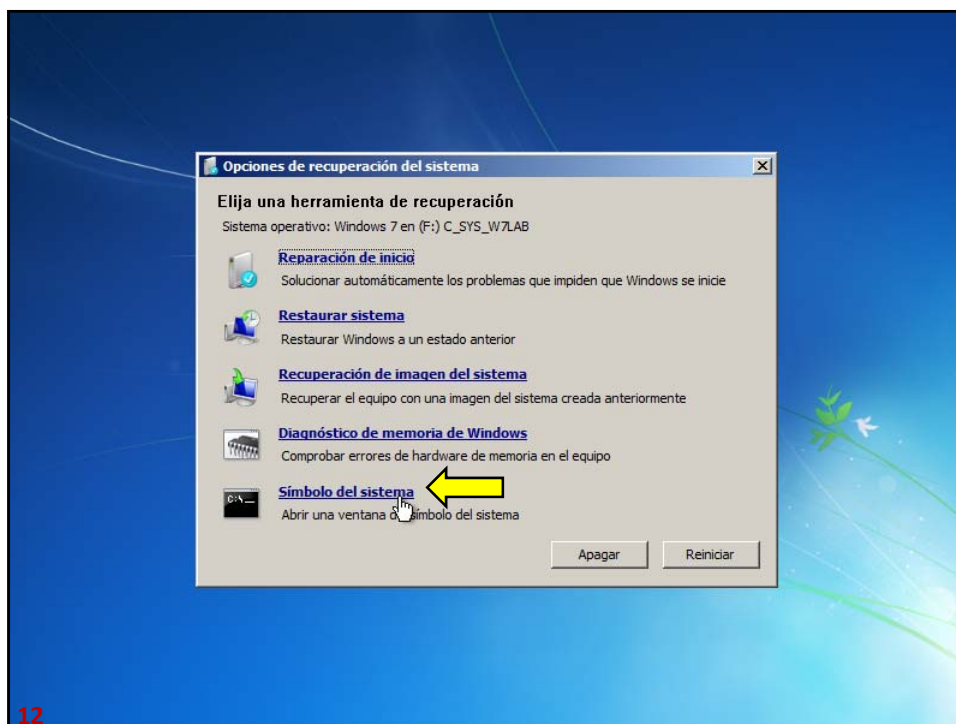 Opciones de recuperación del sistema
Elija una herramienta de recuperación
Sistema operativo: Windows 7 en (F:) C_SYS_W7LAB
Reparación de inicio
Solucionar automáticamente los problemas que impiden que Windows se inicie
Restaurar sistema
Restaurar Windows a un estado anterior
Recuperación de imagen del sistema
Recuperar el equipo con una imagen del sistema creada anteriormente
Diagnóstico de memoria de Windows
Comprobar errores de hardware de memoria en el equipo
C:\_
Símbolo del sistema
Abrir una ventana de símbolo del sistema
Apagar Reiniciar
12